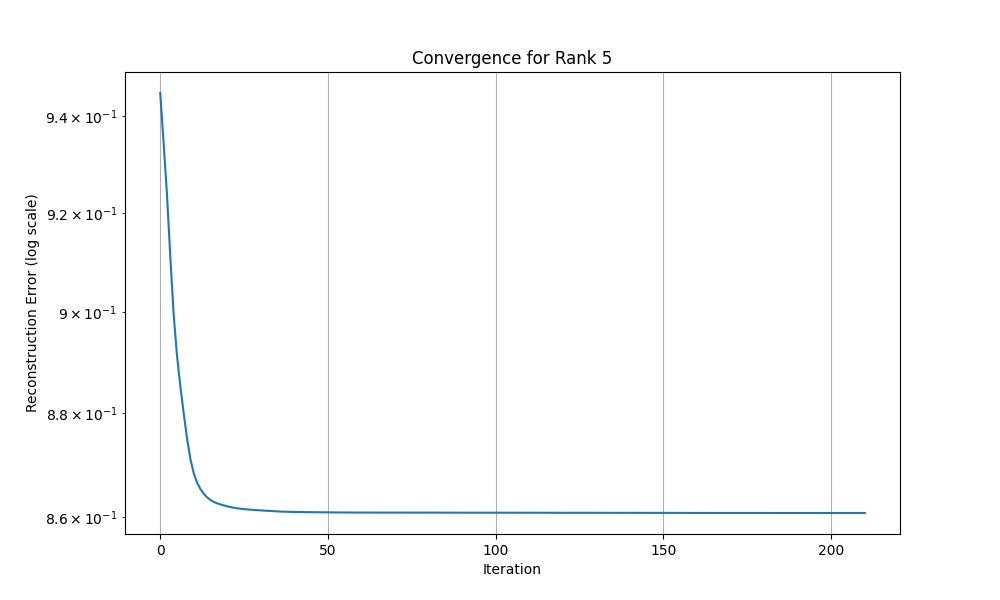 Convergence for Rank 5
Reconstruction Error (log scale)
9.4 × 10⁻¹
9.2 × 10⁻¹
9 × 10⁻¹
8.8 × 10⁻¹
8.6 × 10⁻¹
0 50 100 150 200
Iteration